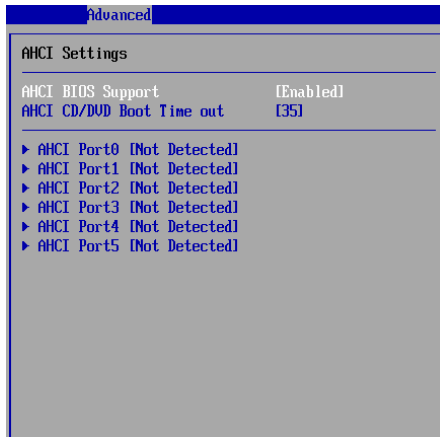 Advanced
AHCI Settings
AHCI BIOS Support [Enabled]
AHCI CD/DVD Boot Time out [35]
AHCI Port0 [Not Detected]
AHCI Port1 [Not Detected]
AHCI Port2 [Not Detected]
AHCI Port3 [Not Detected]
AHCI Port4 [Not Detected]
AHCI Port5 [Not Detected]